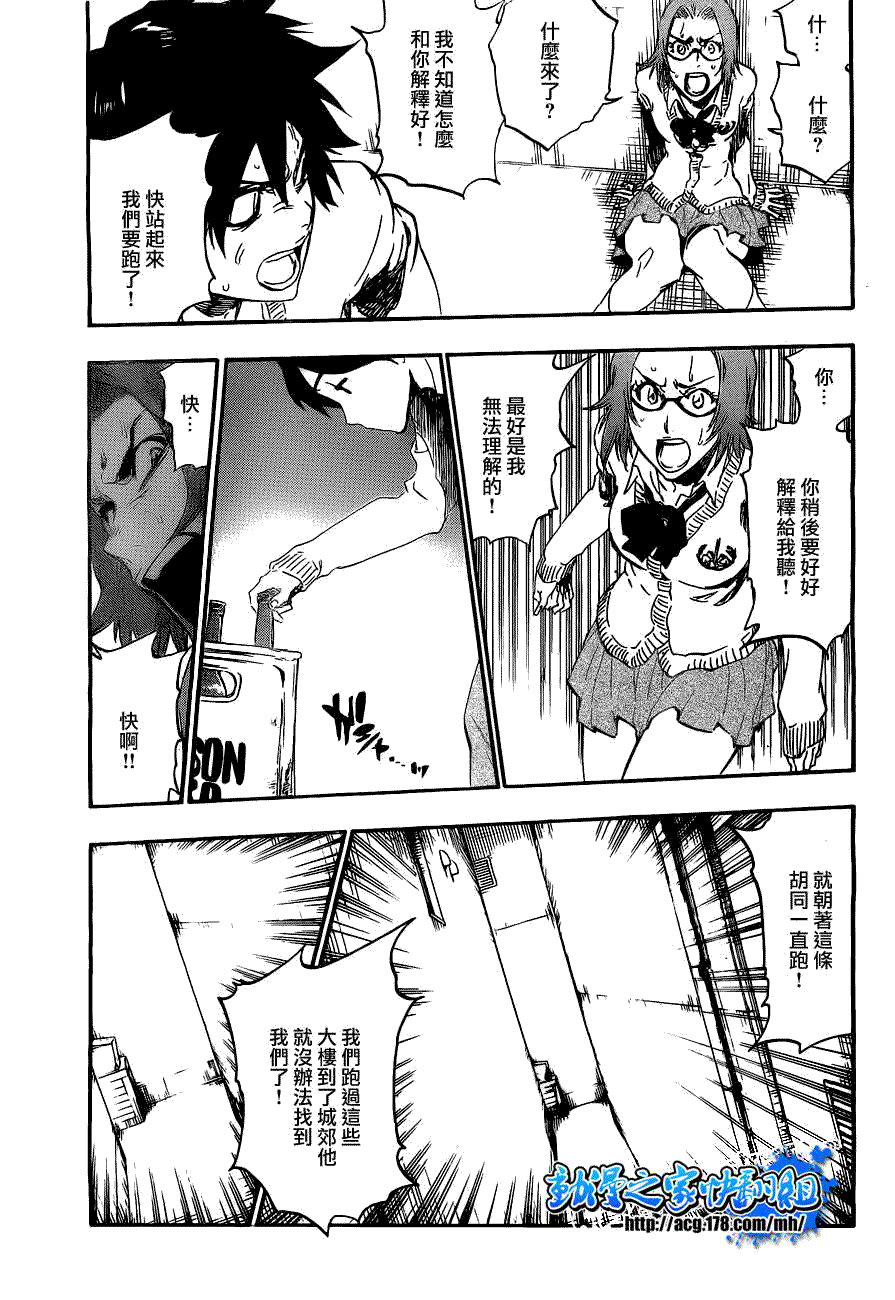 什…
什麼?
什麼來了?
我不知道怎麼
和你解釋好!
快站起來
我們要跑了!
你…
你稍後要好好
解釋給我聽!
最好是我
無法理解的!
SON
快…
快啊!!
就朝著這條
胡同一直跑!
我們跑過這些
大樓到了城郊他
就沒辦法找到
我們了!
動漫之家快翻組
http://acg.178.com/mh/